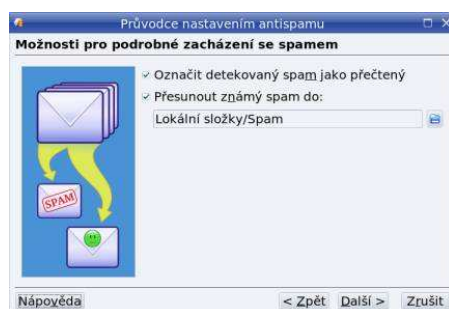 Průvodce nastavením antispamu
Možnosti pro podrobné zacházení se spamem
Označit detekovaný spam jako přečtený
Přesunout známý spam do:
Lokální složky/Spam
SPAM
Nápověda < Zpět Další > Zrušit